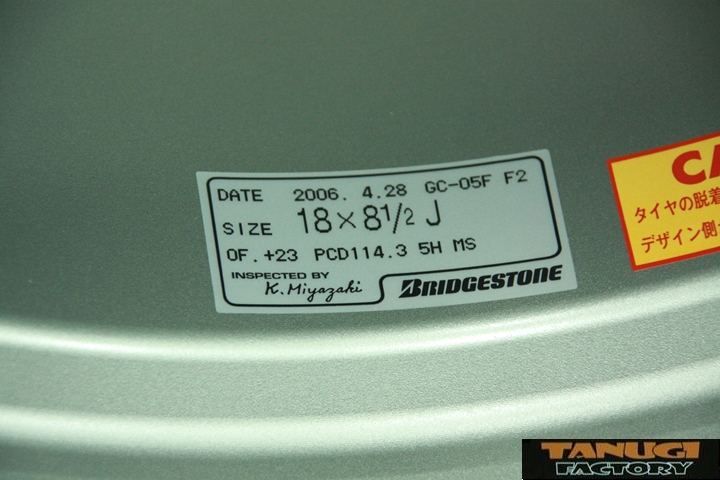 DATE 2006. 4.28 GC-05F F2
SIZE 18×8 1/2 J
OF.+23 PCD114.3 5H MS
INSPECTED BY
K.Miyazaki
BRIDGESTONE
タイヤの脱着
デザイン側
TANUGI
FACTORY